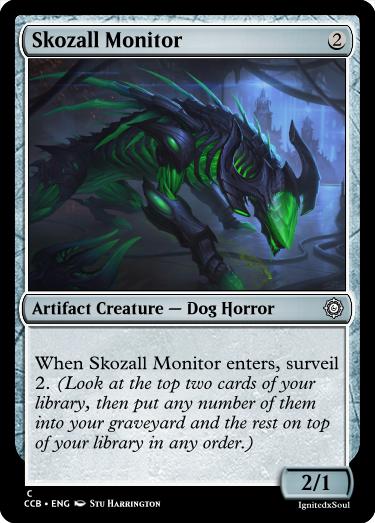 Skozall Monitor 2
Artifact Creature — Dog Horror
When Skozall Monitor enters, surveil
2. (Look at the top two cards of your
library, then put any number of them
into your graveyard and the rest on top
of your library in any order.)
2/1
C
CCB • ENG Stu Harrington
IgnitedxSoul